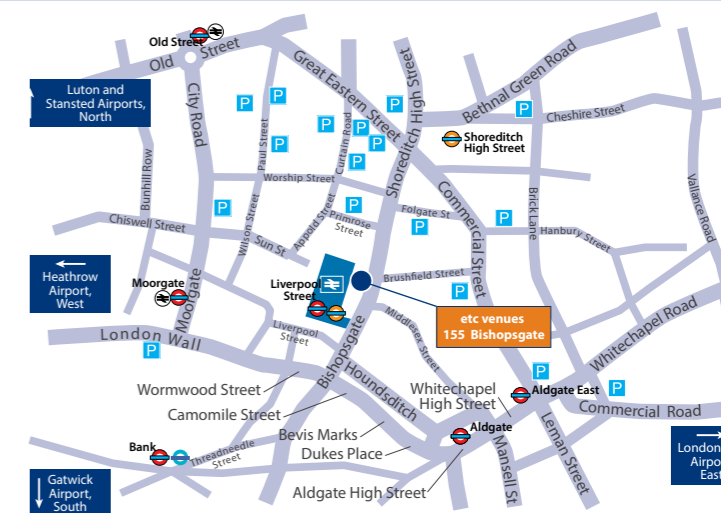 Old Street
Old Street
Luton and
Stansted Airports,
North
City Road
Great Eastern Street
Shoreditch High Street
Bethnal Green Road
P
P
P
P
P
P
P
P
P
Cheshire Street
Shoreditch
High Street
Bunhill Row
Paul Street
Curtain Road
Worship Street
Commercial Street
Brick Lane
Vallance Road
P
P
P
P
Chiswell Street
Wilson Street
Appold Street
Primrose
Street
Folgate St
Hanbury Street
Sun St
Heathrow
Airport,
West
Moorgate
Moorgate
Liverpool
Street
Brushfield Street
P
etc venues
155 Bishopsgate
Whitechapel Road
London Wall
P
Liverpool
Street
Bishopsgate
Middlesex Street
Houndsditch
Wormwood Street
Camomile Street
Bevis Marks
Dukes Place
Whitechapel
High Street
P
Aldgate East
P
Commercial Road
Aldgate
Bank
Threadneedle
Street
Mansell St
Leman Street
Aldgate High Street
Gatwick
Airport,
South
London
Airpo
East